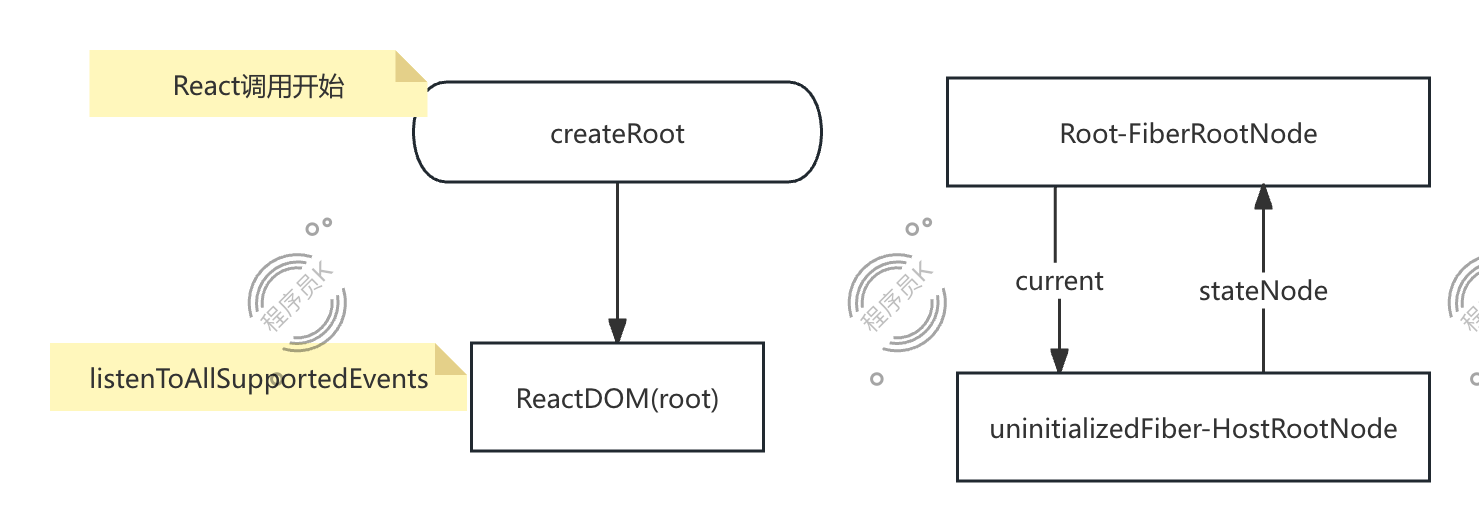 React调用开始
createRoot
Root-FiberRootNode
程序员K
程序员K
current
stateNode
listenToAllSupportedEvents
ReactDOM(root)
uninitializedFiber-HostRootNode